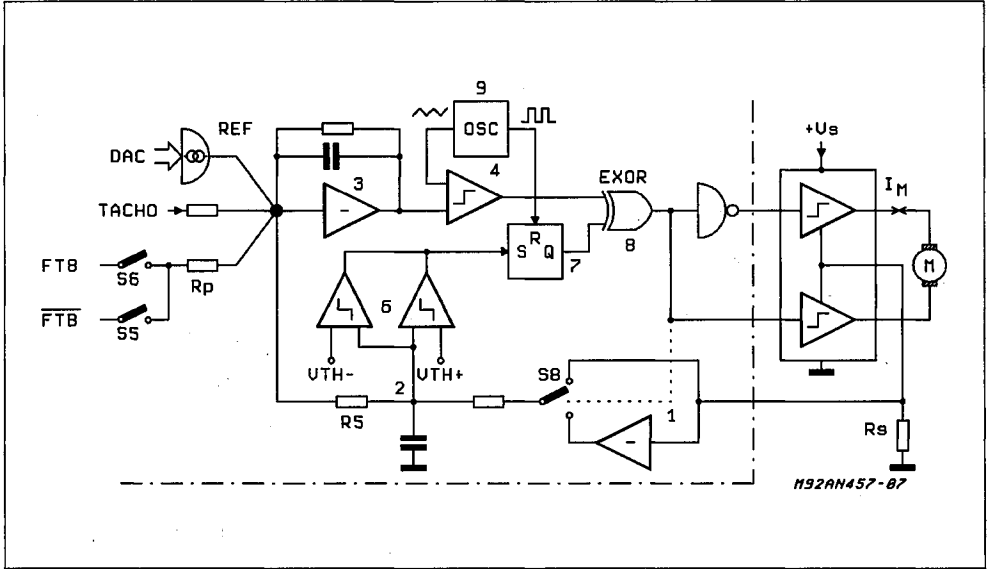 9
+Vs
REF
OSC
DAC
4
IM
3
EXOR
TACHO
S R Q
FTB
7
8
M
S6
Rp
6
FTB
S5
VTH-
VTH+
S8
2
1
R5
Rs
M92AN457-07